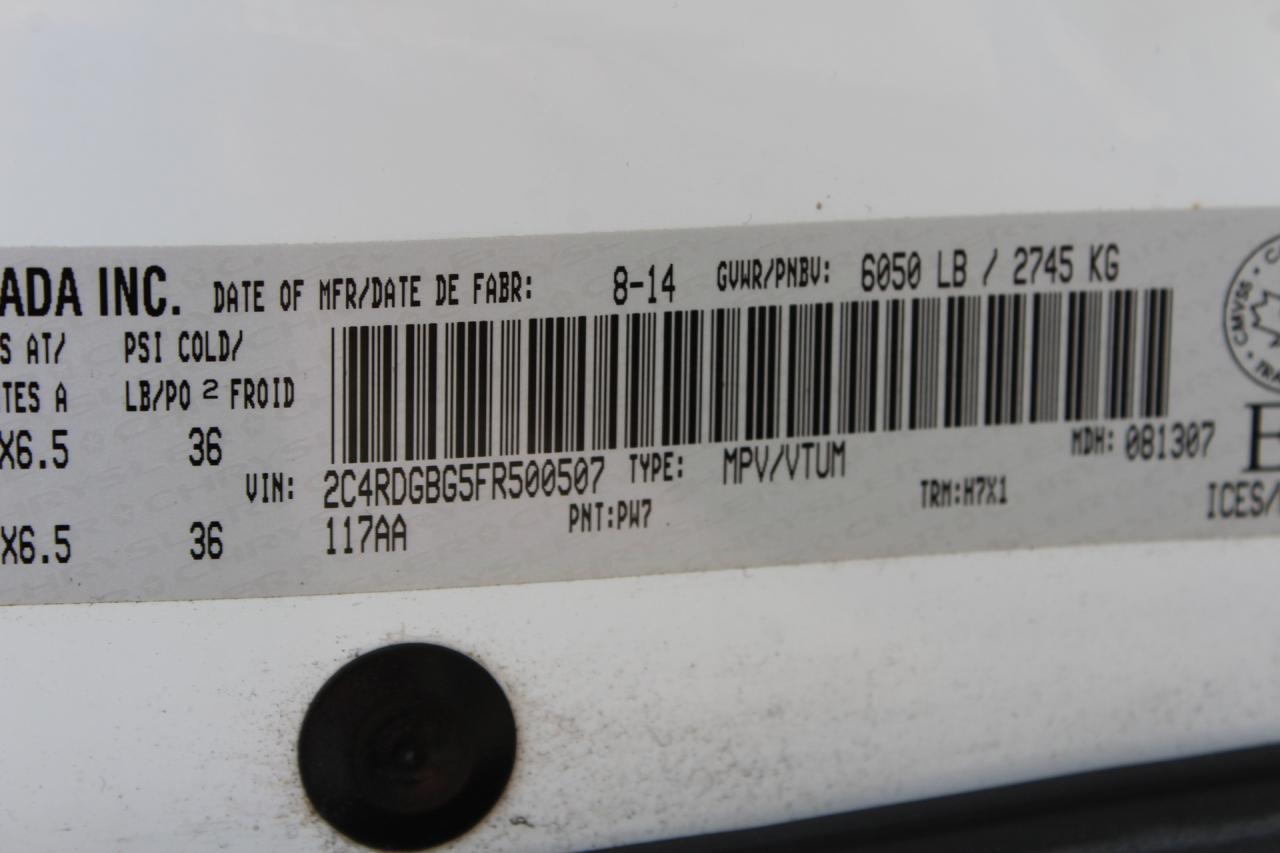 ADA INC. DATE OF MFR/DATE DE FABR: 8-14 GVWR/PNBV: 6050 LB / 2745 KG
S AT/ PSI COLD/
TES A LB/PO 2 FROID
X6.5 36
VIN: 2C4RDGBG5FR500507 TYPE: MPV/VTUM MDH: 081307
X6.5 36 117AA PNT:PW7 TRM:H7X1 ICES/
CMVSS
CHRYSLER